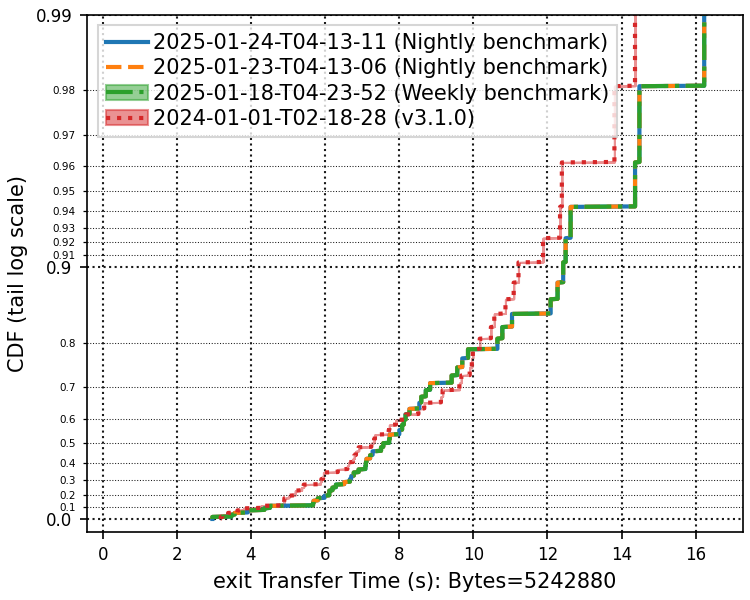 0.99
2025-01-24-T04-13-11 (Nightly benchmark)
2025-01-23-T04-13-06 (Nightly benchmark)
2025-01-18-T04-23-52 (Weekly benchmark)
2024-01-01-T02-18-28 (v3.1.0)
0.98
0.97
0.96
0.95
0.94
0.93
0.92
0.91
0.9
0.8
0.7
0.6
0.5
0.4
0.3
0.2
0.1
0.0
CDF (tail log scale)
0 2 4 6 8 10 12 14 16
exit Transfer Time (s): Bytes=5242880